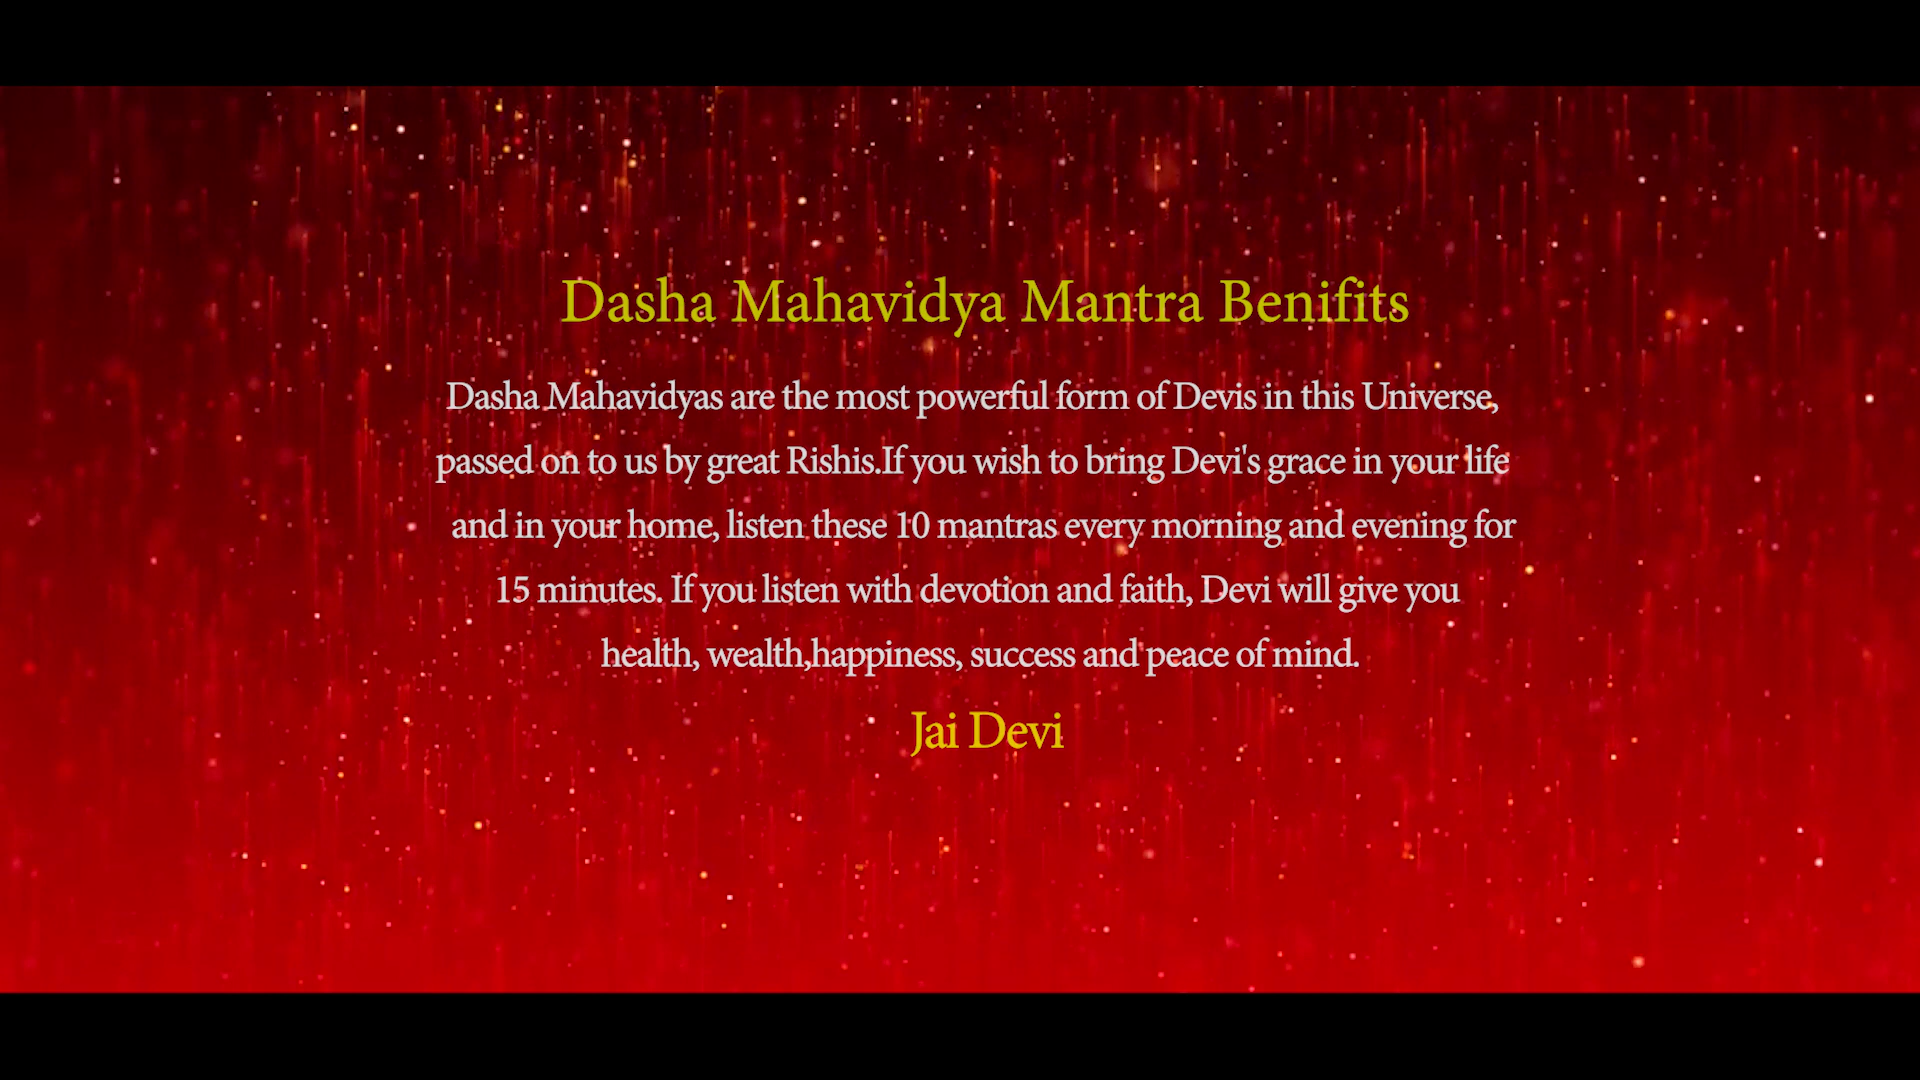 Dasha Mahavidya Mantra Benifits
Dasha Mahavidyas are the most powerful form of Devis in this Universe,
passed on to us by great Rishis.If you wish to bring Devi's grace in your life
and in your home, listen these 10 mantras every morning and evening for
15 minutes. If you listen with devotion and faith, Devi will give you
health, wealth,happiness, success and peace of mind.
Jai Devi